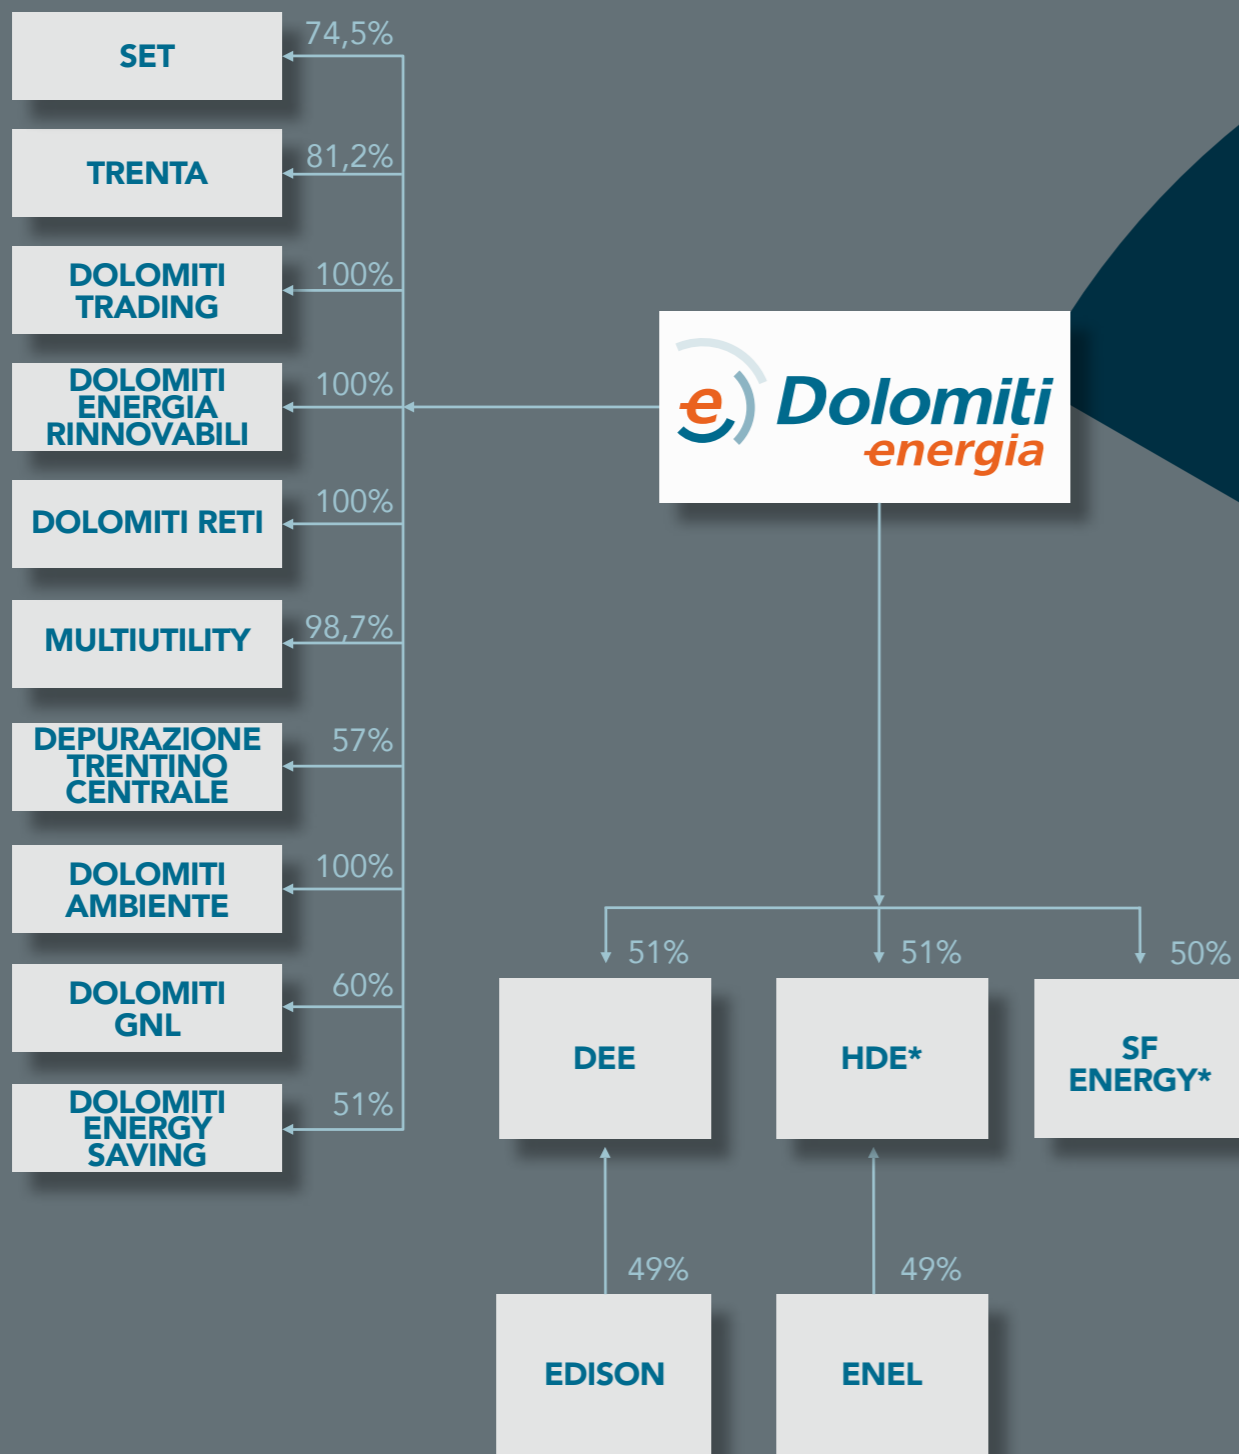 SET
74,5%
TRENTA
81,2%
DOLOMITI
TRADING
100%
DOLOMITI
ENERGIA
RINNOVABILI
100%
DOLOMITI RETI
100%
MULTIUTILITY
98,7%
DEPURAZIONE
TRENTINO
CENTRALE
57%
DOLOMITI
AMBIENTE
100%
DOLOMITI
GNL
60%
DOLOMITI
ENERGY
SAVING
51%
e Dolomiti
energia
51%
DEE
51%
HDE*
50%
SF
ENERGY*
49%
EDISON
49%
ENEL